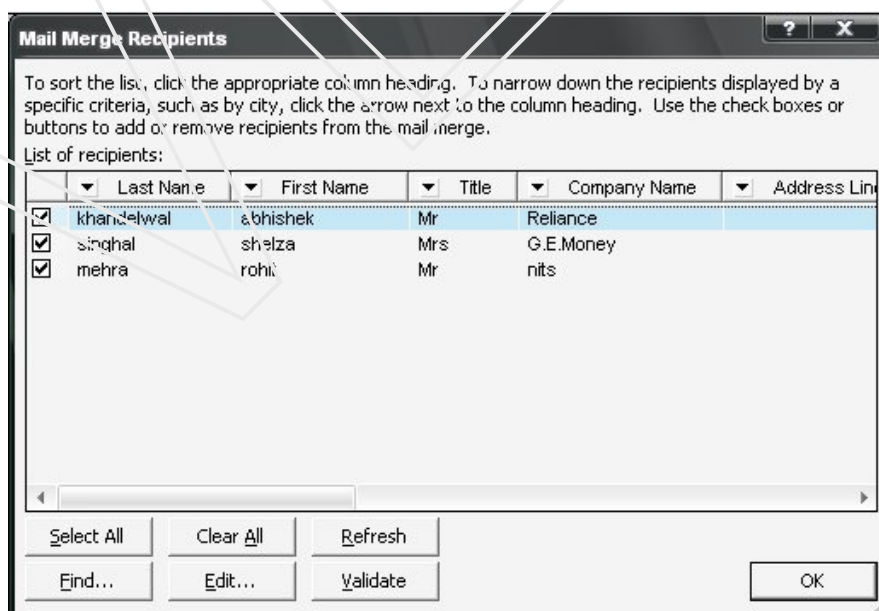 Mail Merge Recipients
To sort the list, click the appropriate column heading. To narrow down the recipients displayed by a
specific criteria, such as by city, click the arrow next to the column heading. Use the check boxes or
buttons to add or remove recipients from the mail merge.
List of recipients:
Last Name First Name Title Company Name Address Lin
khandelwal abhishek Mr Reliance
singhal shelza Mrs G.E.Money
mehra rohit Mr nits
Select All Clear All Refresh
Find... Edit... Validate OK